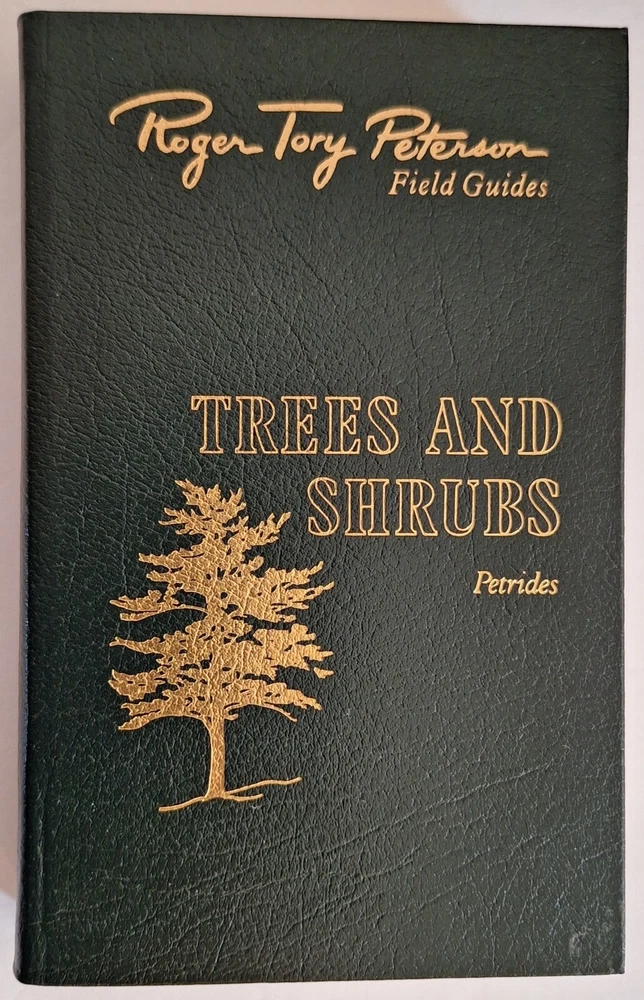 Roger Tory Peterson
Field Guides
TREES AND
SHRUBS
Petrides